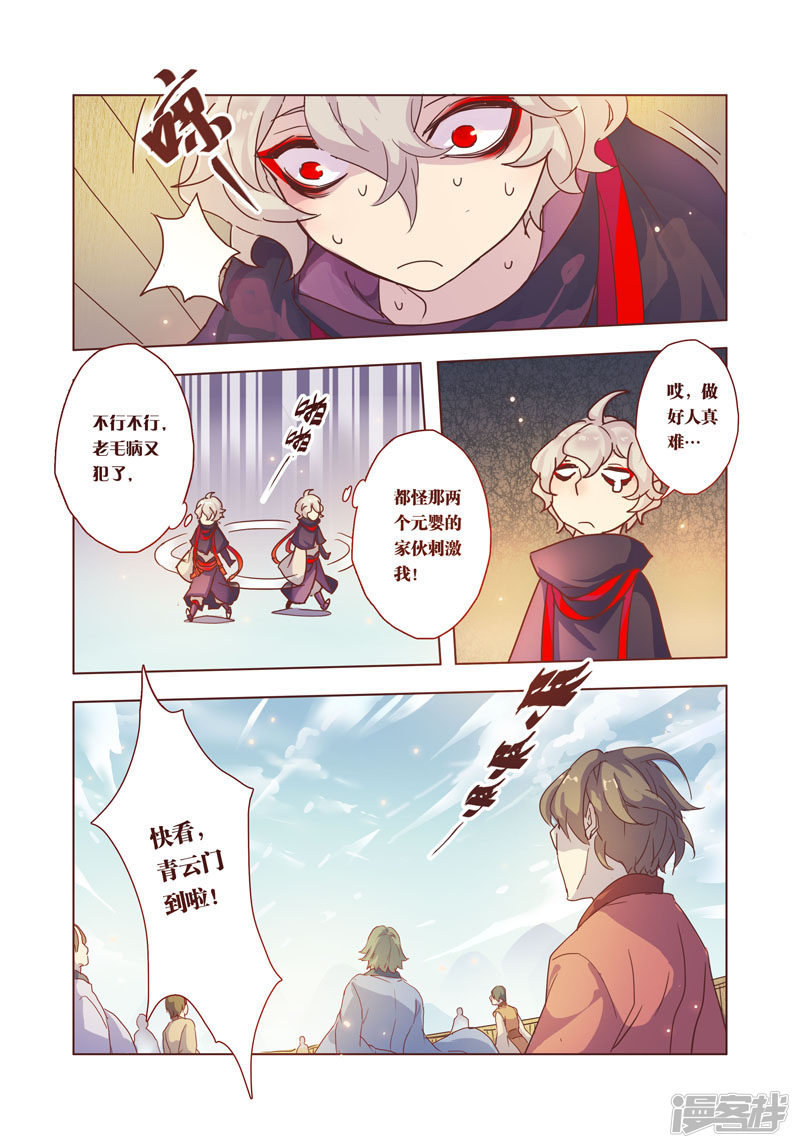 惊！
不行不行，
老毛病又
犯了，
啪啪
都怪那两
个元婴的
家伙刺激
我！
哎，做
好人真
难…
快看，
青云门
到啦！
漫客栈